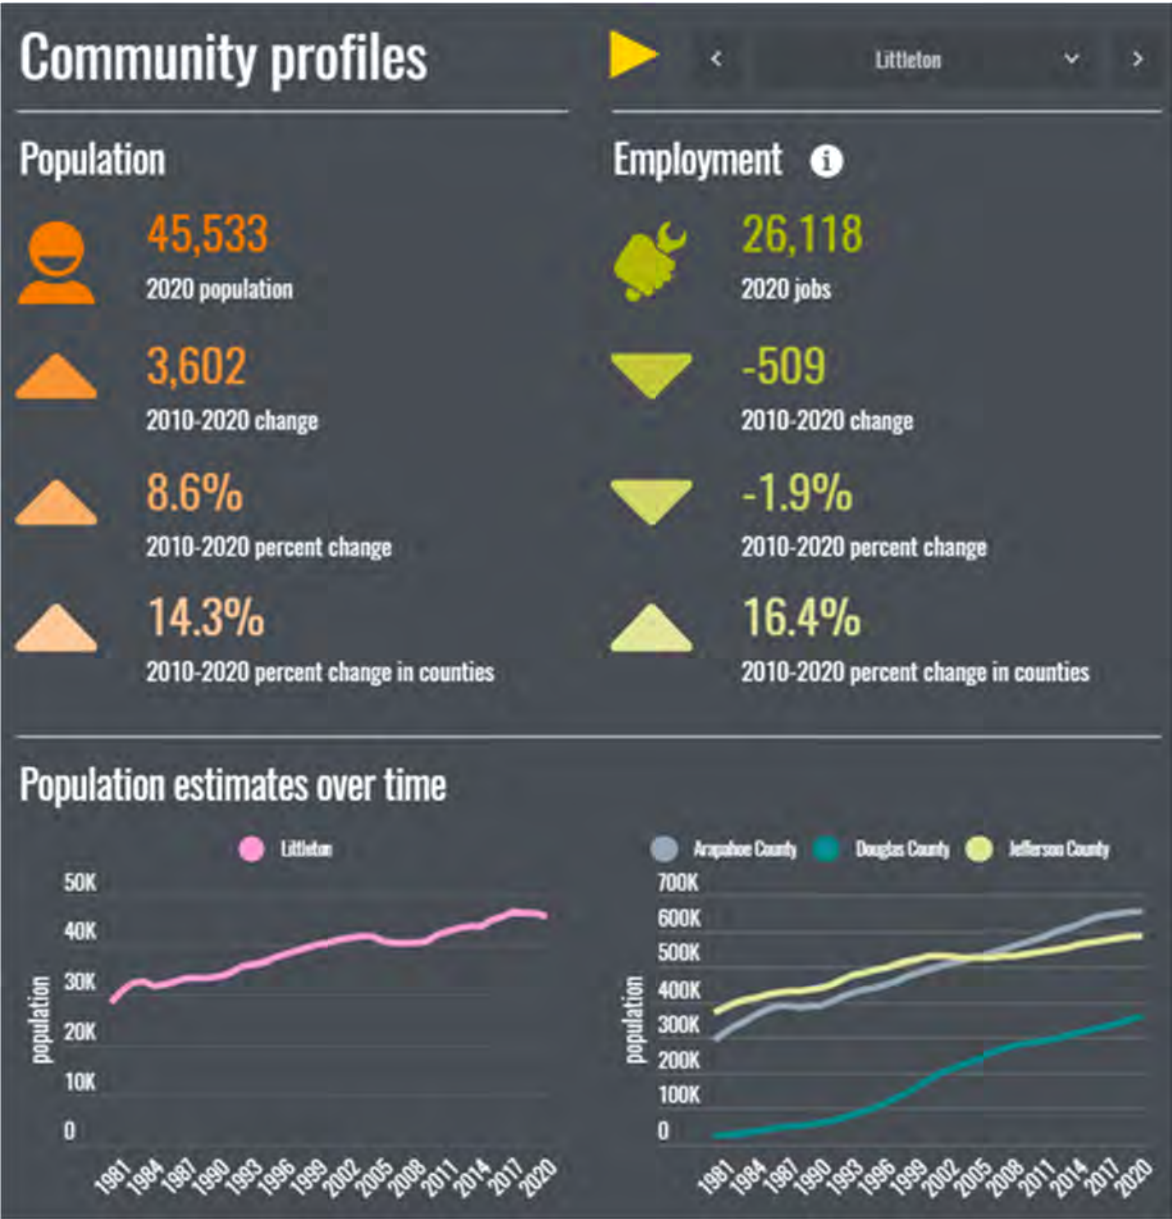 Community profiles
Littleton
Population
45,533
2020 population
3,602
2010-2020 change
8.6%
2010-2020 percent change
14.3%
2010-2020 percent change in counties
Employment
26,118
2020 jobs
-509
2010-2020 change
-1.9%
2010-2020 percent change
16.4%
2010-2020 percent change in counties
Population estimates over time
Littleton
50K
40K
30K
20K
10K
0
population
1981 1984 1987 1990 1993 1996 1999 2002 2005 2008 2011 2014 2017 2020
Arapahoe County Douglas County Jefferson County
700K
600K
500K
400K
300K
200K
100K
0
population
1981 1984 1987 1990 1993 1996 1999 2002 2005 2008 2011 2014 2017 2020